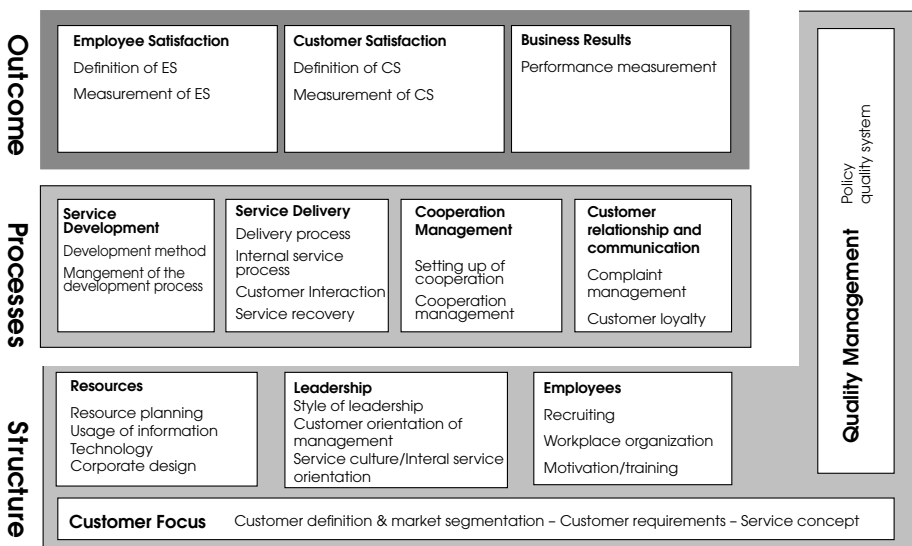 Outcome
Employee Satisfaction
Definition of ES
Measurement of ES
Customer Satisfaction
Definition of CS
Measurement of CS
Business Results
Performance measurement
Processes
Service
Development
Development method
Mangement of the
development process
Service Delivery
Delivery process
Internal service
process
Customer Interaction
Service recovery
Cooperation
Management
Setting up of
cooperation
Cooperation
management
Customer
relationship and
communication
Complaint
management
Customer loyalty
Structure
Resources
Resource planning
Usage of information
Technology
Corporate design
Leadership
Style of leadership
Customer orientation of
management
Service culture/Interal service
orientation
Employees
Recruiting
Workplace organization
Motivation/training
Customer Focus Customer definition & market segmentation – Customer requirements – Service concept
Quality Management Policy
quality system